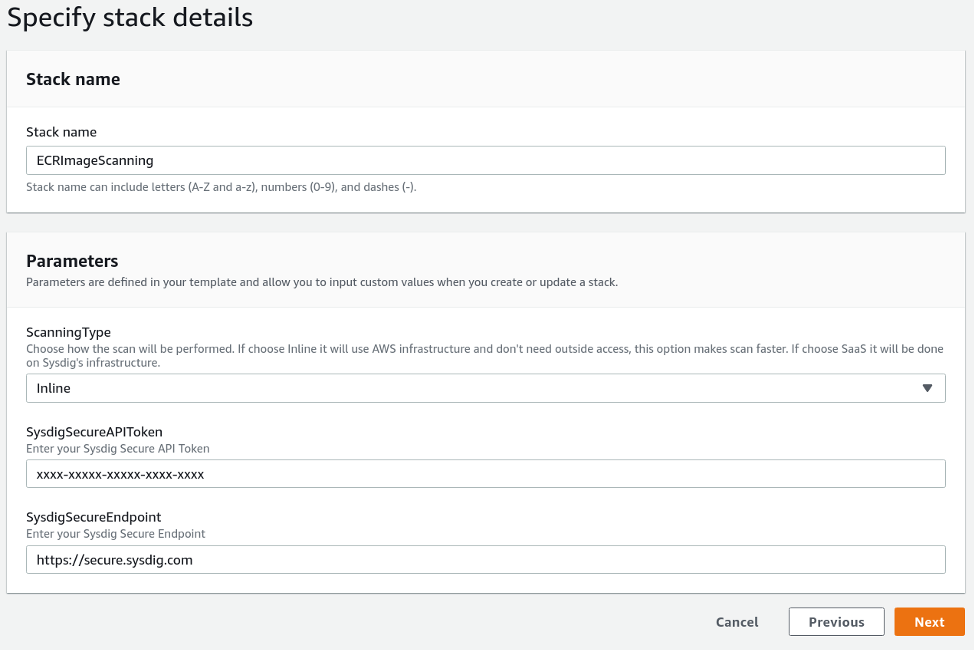 Specify stack details
Stack name
Stack name
ECRImageScanning
Stack name can include letters (A-Z and a-z), numbers (0-9), and dashes (-).
Parameters
Parameters are defined in your template and allow you to input custom values when you create or update a stack.
ScanningType
Choose how the scan will be performed. If choose Inline it will use AWS infrastructure and don't need outside access, this option makes scan faster. If choose SaaS it will be done
on Sysdig's infrastructure.
Inline
SysdigSecureAPIToken
Enter your Sysdig Secure API Token
xxxx-xxxxx-xxxxx-xxxx-xxxx
SysdigSecureEndpoint
Enter your Sysdig Secure Endpoint
https://secure.sysdig.com
Cancel Previous Next